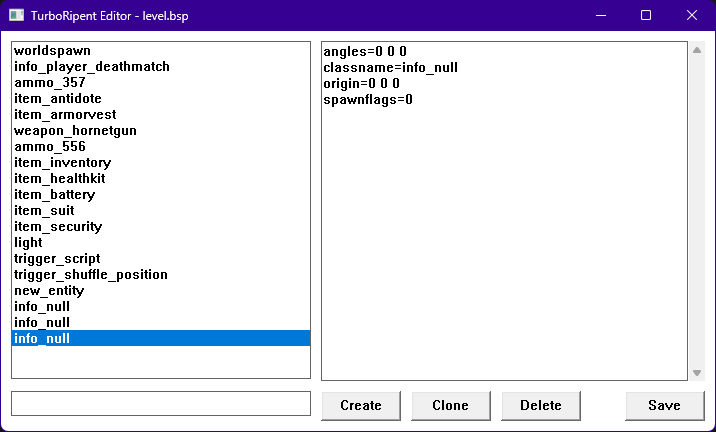 TurboRipent Editor - level.bsp
worldspawn
info_player_deathmatch
ammo_357
item_antidote
item_armorvest
weapon_hornetgun
ammo_556
item_inventory
item_healthkit
item_battery
item_suit
item_security
light
trigger_script
trigger_shuffle_position
new_entity
info_null
info_null
info_null
angles=0 0 0
classname=info_null
origin=0 0 0
spawnflags=0
Create Clone Delete Save